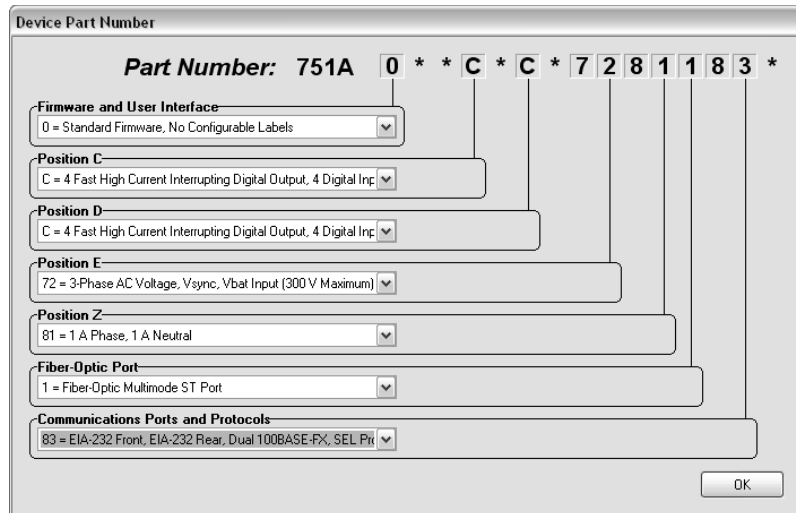 Device Part Number
Part Number: 751A 0 * * C * C * 7 2 8 1 1 8 3 *
Firmware and User Interface
0 = Standard Firmware, No Configurable Labels
Position C
C = 4 Fast High Current Interrupting Digital Output, 4 Digital Inp
Position D
C = 4 Fast High Current Interrupting Digital Output, 4 Digital Inp
Position E
72 = 3-Phase AC Voltage, Vsync, Vbat Input (300 V Maximum)
Position Z
81 = 1 A Phase, 1 A Neutral
Fiber-Optic Port
1 = Fiber-Optic Multimode ST Port
Communications Ports and Protocols
83 = EIA-232 Front, EIA-232 Rear, Dual 100BASE-FX, SEL Pr
OK